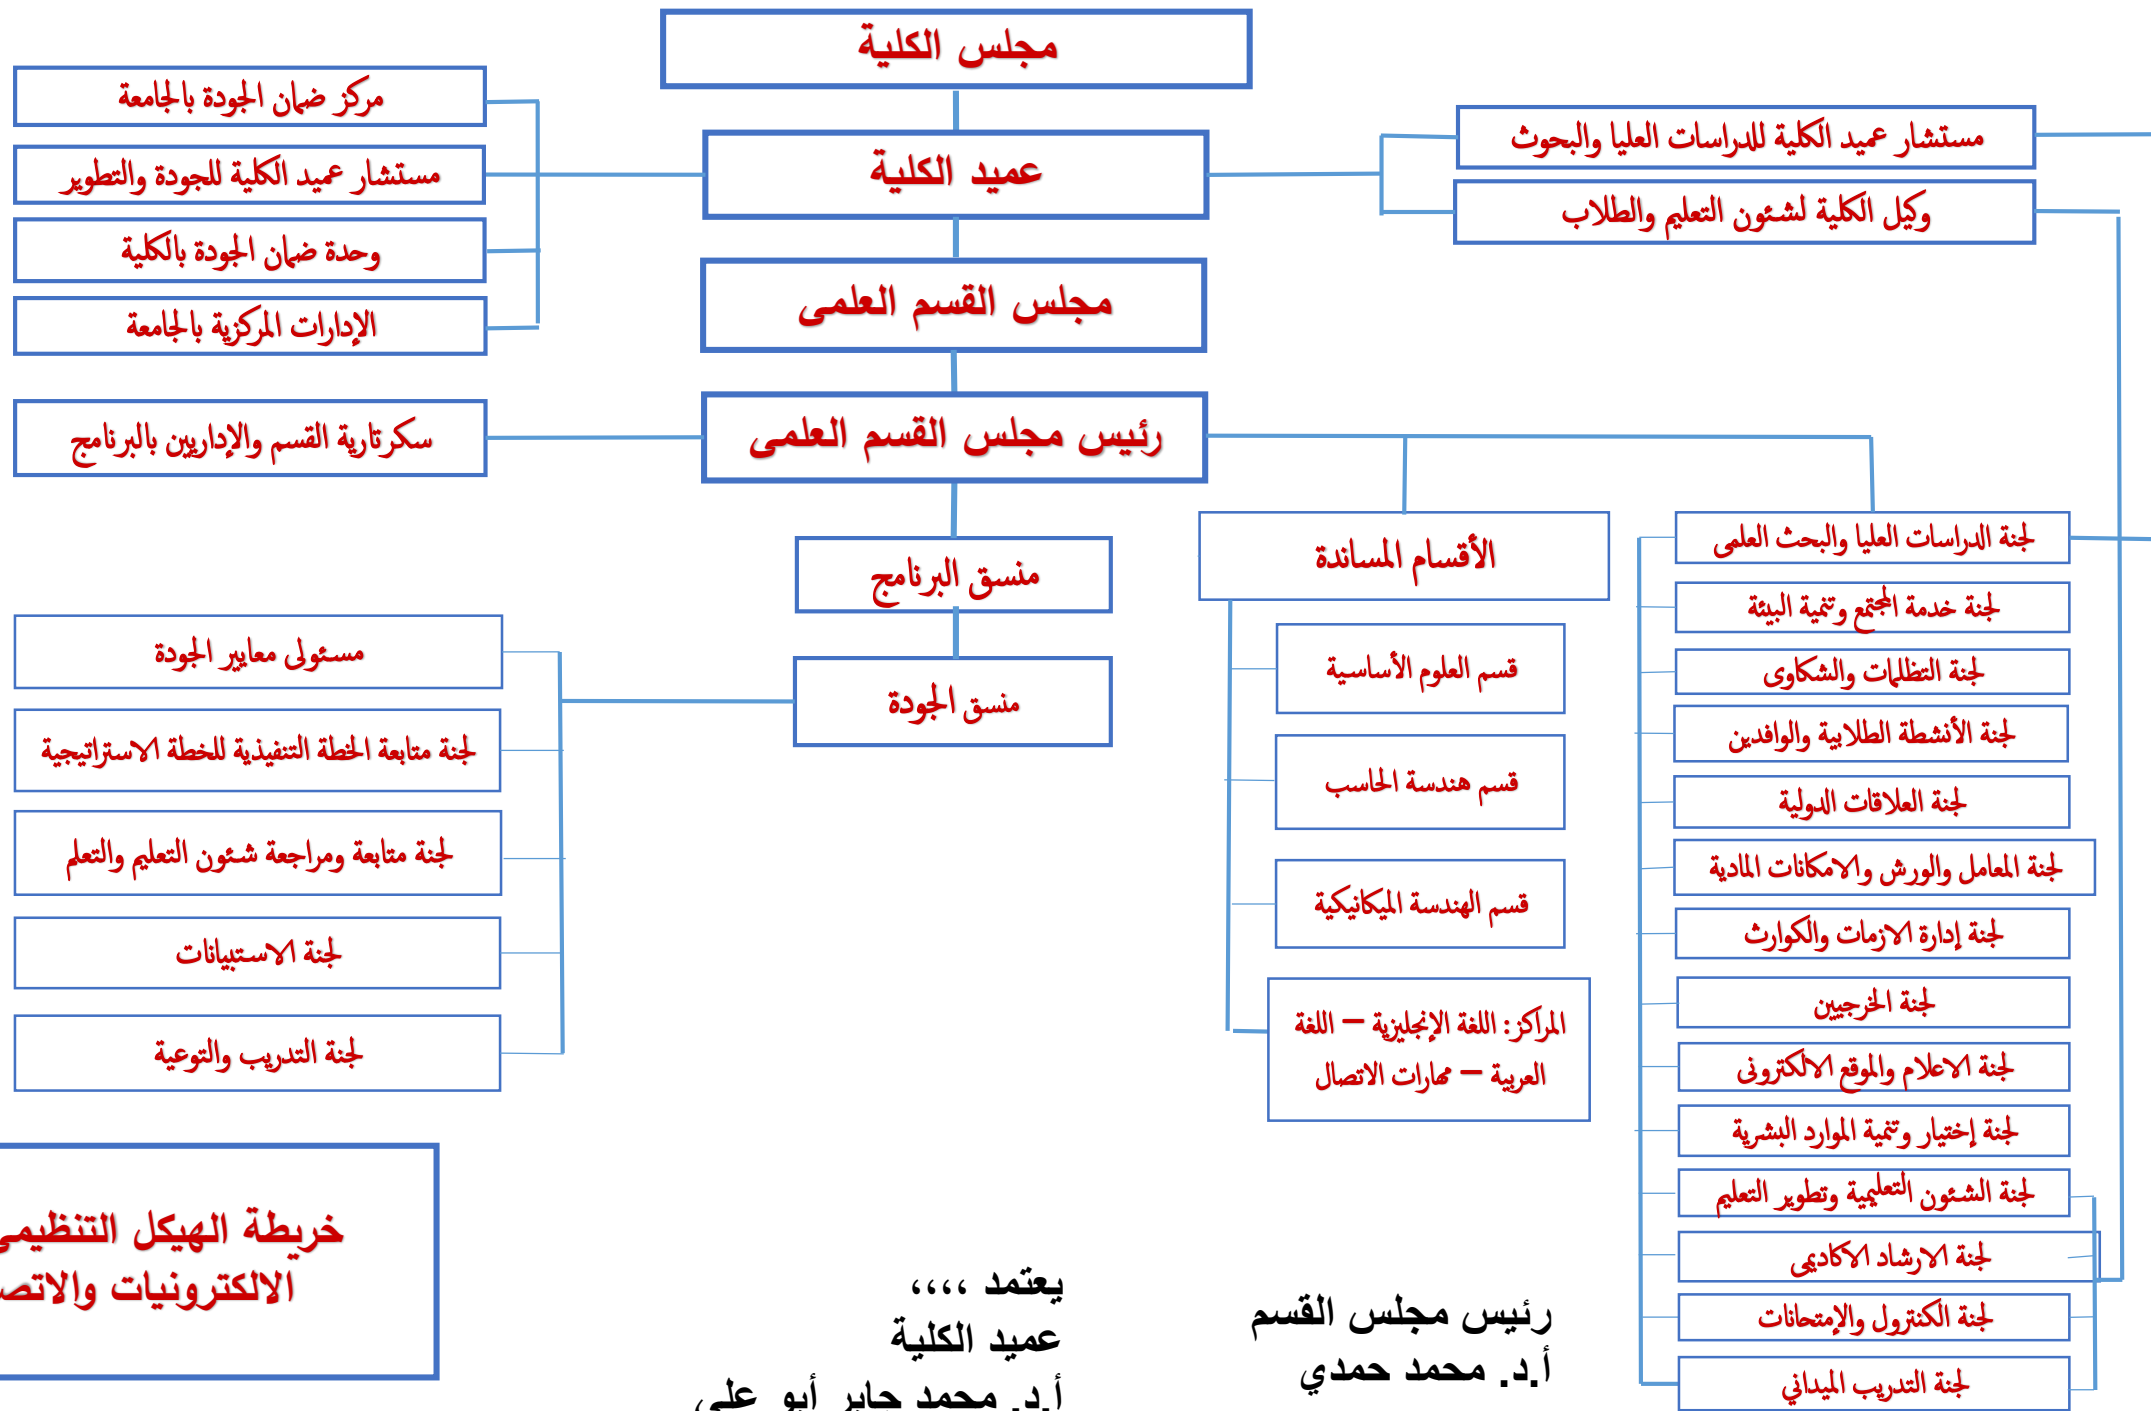 مجلس الكلية
مركز ضمان الجودة بالجامعة
مستشار عميد الكلية للدراسات العليا والبحوث
عميد الكلية
مستشار عميد الكلية للجودة والتطوير
وكيل الكلية لشئون التعليم والطلاب
وحدة ضمان الجودة بالكلية
مجلس القسم العلمى
الإدارات المركزية بالجامعة
رئيس مجلس القسم العلمى
سكرتارية القسم والإداريين بالبرنامج
منسق البرنامج
منسق الجودة
الأقسام المساندة
قسم العلوم الأساسية
قسم هندسة الحاسب
قسم الهندسة الميكانيكية
المراكز: اللغة الإنجليزية – اللغة
العربية – مهارات الاتصال
لجنة الدراسات العليا والبحث العلمى
لجنة خدمة المجتمع وتنمية البيئة
لجنة التظلمات والشكاوى
لجنة الأنشطة الطلابية والوافدين
لجنة العلاقات الدولية
لجنة المعامل والورش والامكانات المادية
لجنة إدارة الازمات والكوارث
لجنة الخرجيين
لجنة الاعلام والموقع الالكترونى
لجنة إختيار وتنمية الموارد البشرية
لجنة الشئون التعليمية وتطوير التعليم
لجنة الارشاد الاكاديمى
لجنة الكنترول والإمتحانات
لجنة التدريب الميداني
مسئولى معايير الجودة
لجنة متابعة الخطة التنفيذية للخطة الاستراتيجية
لجنة متابعة ومراجعة شئون التعليم والتعلم
لجنة الاستبيانات
لجنة التدريب والتوعية
خريطة الهيكل التنظيمى
الالكترونيات
رئيس مجلس القسم
أ.د. محمد حمدي
يعتمد ،،،،
عميد الكلية
أ.د. محمد جابر أبو على